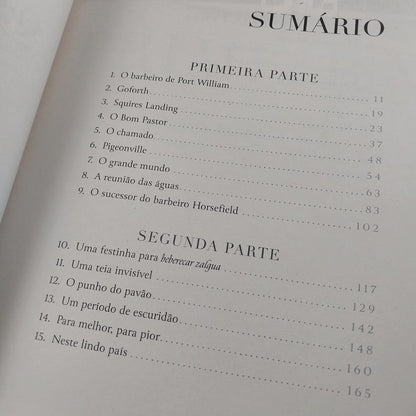 SUMÁRIO
PRIMEIRA PARTE
1. O barbeiro de Port William 11
2. Goforth 19
3. Squires Landing 23
4. O Bom Pastor 37
5. O chamado 48
6. Pigeonville 54
7. O grande mundo 63
8. A reunião das águas 83
9. O sucessor do barbeiro Horsefield 102
SEGUNDA PARTE
10. Uma festinha para beberecar zalgua 117
11. Uma teia invisível 129
12. O punho do pavão 142
13. Um período de escuridão 148
14. Para melhor, para pior 160
15. Neste lindo país 165